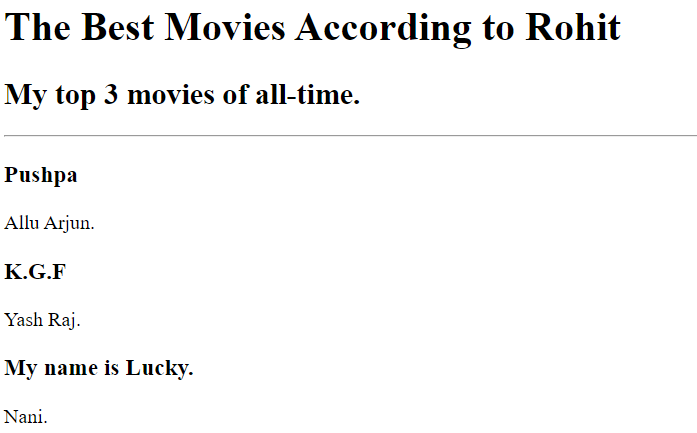 The Best Movies According to Rohit
My top 3 movies of all-time.
Pushpa
Allu Arjun.
K.G.F
Yash Raj.
My name is Lucky.
Nani.